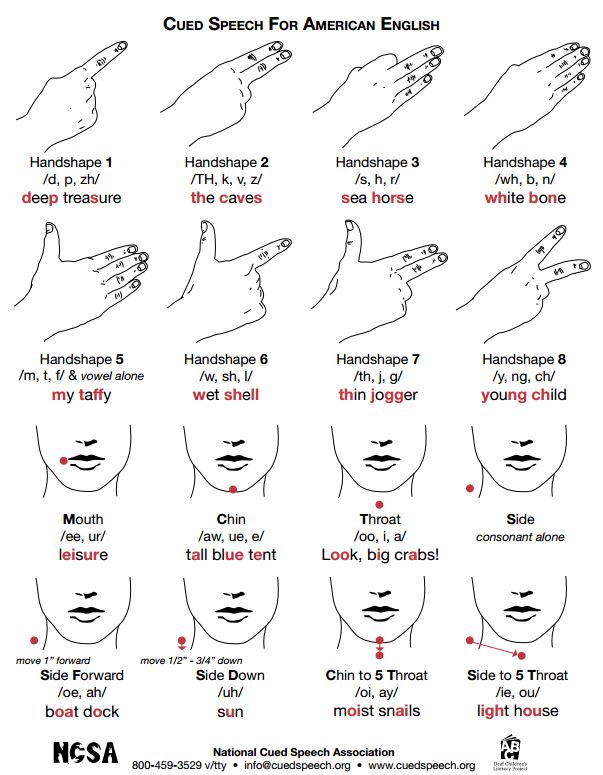 CUED SPEECH FOR AMERICAN ENGLISH
Handshape 1
/d, p, zh/
deep treasure
Handshape 2
/TH, k, v, z/
the caves
Handshape 3
/s, h, r/
sea horse
Handshape 4
/wh, b, n/
white bone
Handshape 5
/m, t, f/ & vowel alone
my taffy
Handshape 6
/w, sh, l/
wet shell
Handshape 7
/th, j, g/
thin jogger
Handshape 8
/y, ng, ch/
young child
Mouth
/ee, ur/
leisure
Chin
/aw, ue, e/
tall blue tent
Throat
/oo, i, a/
Look, big crabs!
Side
consonant alone
move 1" forward
Side Forward
/oe, ah/
boat dock
move 1/2" - 3/4" down
Side Down
/uh/
sun
Chin to 5 Throat
/oi, ay/
moist snails
Side to 5 Throat
/ie, ou/
light house
NCSA
National Cued Speech Association
800-459-3529 v/tty • info@cuedspeech.org • www.cuedspeech.org
ABC
Deaf Children's
Literacy Project